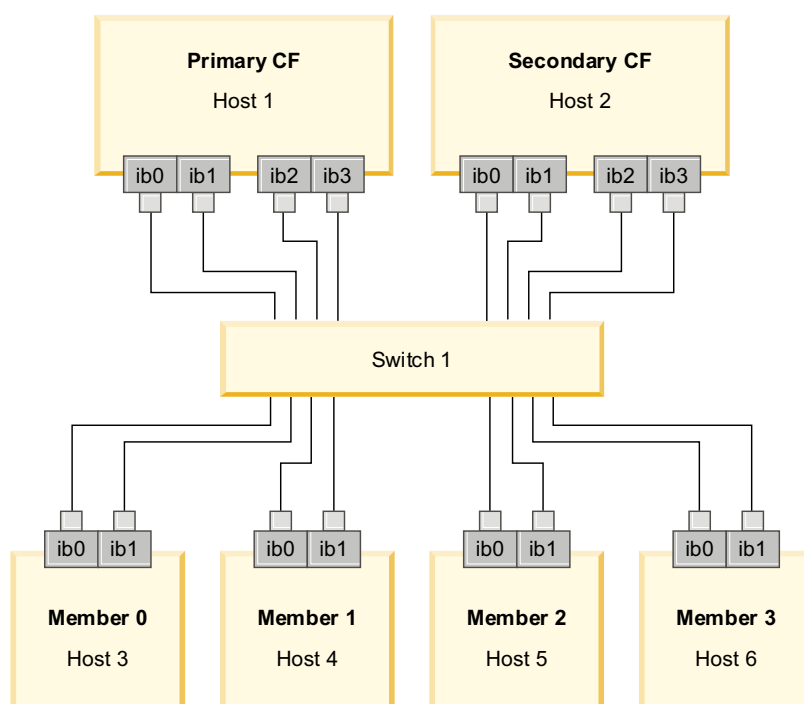 Primary CF
Host 1
Secondary CF
Host 2
ib0 ib1 ib2 ib3
ib0 ib1 ib2 ib3
Switch 1
ib0 ib1
ib0 ib1
ib0 ib1
ib0 ib1
Member 0
Host 3
Member 1
Host 4
Member 2
Host 5
Member 3
Host 6